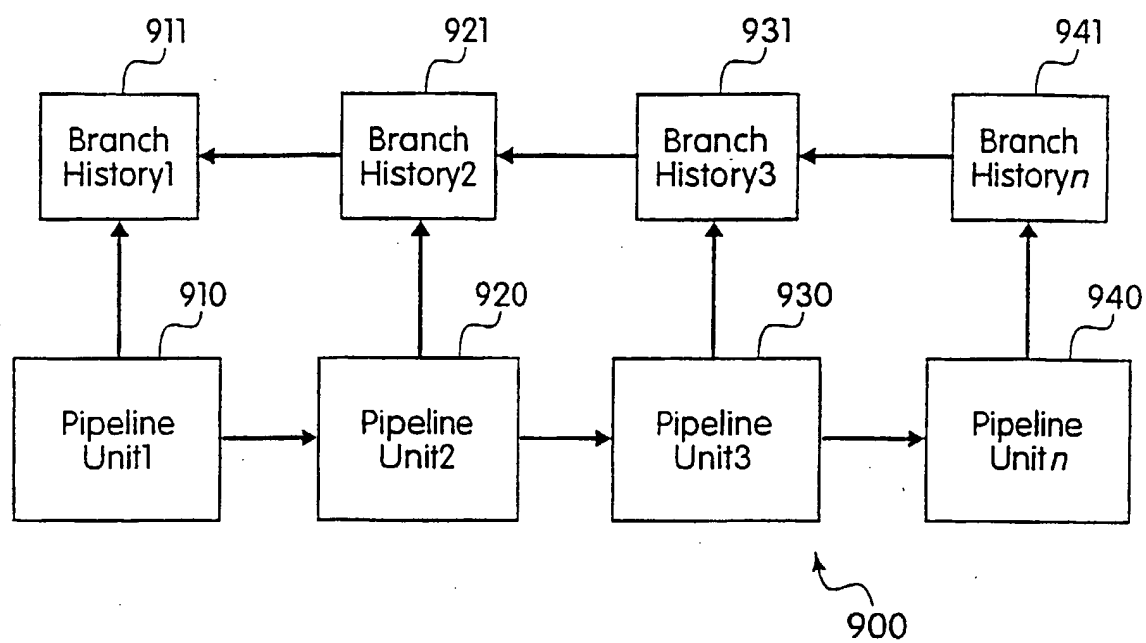 911
921
931
941
Branch
History1
Branch
History2
Branch
History3
Branch
Historyn
910
920
930
940
Pipeline
Unit1
Pipeline
Unit2
Pipeline
Unit3
Pipeline
Unitn
900